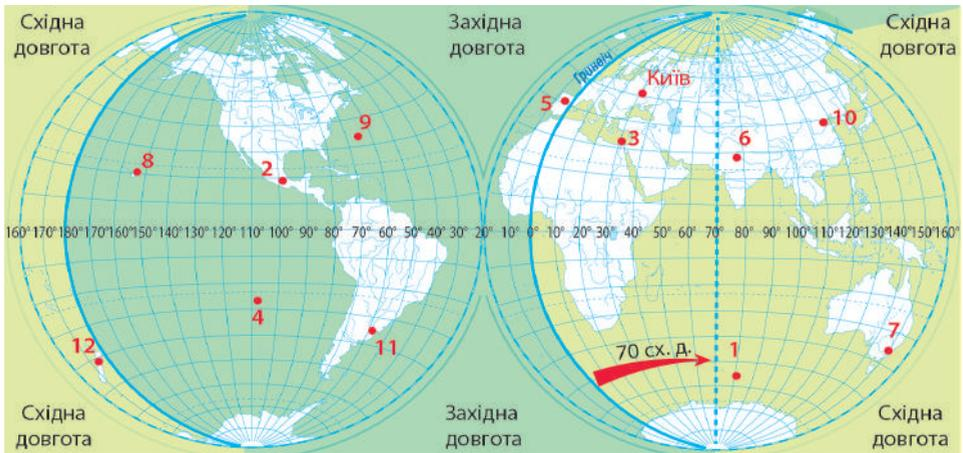 Східна
довгота
Західна
довгота
Східна
довгота
Гринвіч
Київ
5
9
10
3
6
8
2
160° 170° 180° 170° 160° 150° 140° 130° 120° 110° 100° 90° 80° 70° 60° 50° 40° 30° 20° 10° 0° 10° 20° 30° 40° 50° 60° 70° 80° 90° 100° 110° 120° 130° 140° 150° 160°
4
11
12
7
70 сх. д.
1
Східна
довгота
Західна
довгота
Східна
довгота